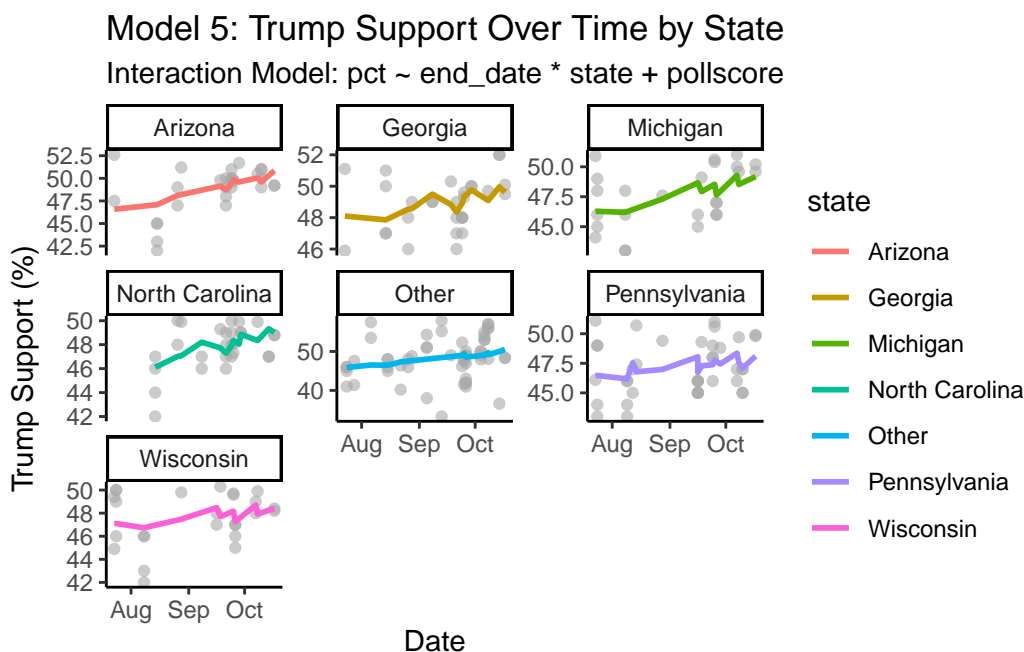 Model 5: Trump Support Over Time by State
Interaction Model: pct ~ end_date * state + pollscore
Arizona
Georgia
Michigan
52.5
50.0
47.5
45.0
42.5
52
50
48
46
50.0
47.5
45.0
North Carolina
Other
Pennsylvania
50
48
46
44
42
50
40
50.0
47.5
45.0
Aug Sep Oct
Aug Sep Oct
Wisconsin
50
48
46
44
42
Aug Sep Oct
Trump Support (%)
Date
state
Arizona
Georgia
Michigan
North Carolina
Other
Pennsylvania
Wisconsin